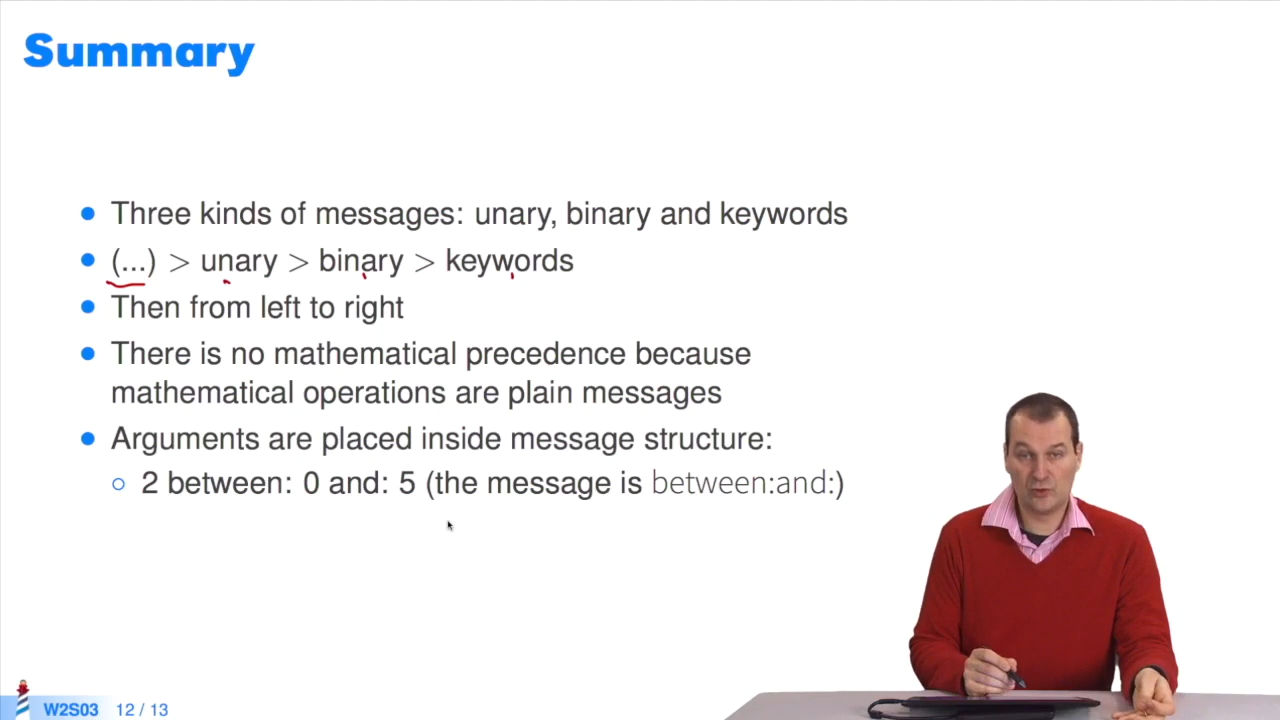 Summary
Three kinds of messages: unary, binary and keywords
(...) > unary > binary > keywords
Then from left to right
There is no mathematical precedence because
mathematical operations are plain messages
Arguments are placed inside message structure:
2 between: 0 and: 5 (the message is between:and:)
W2S03 12 / 13